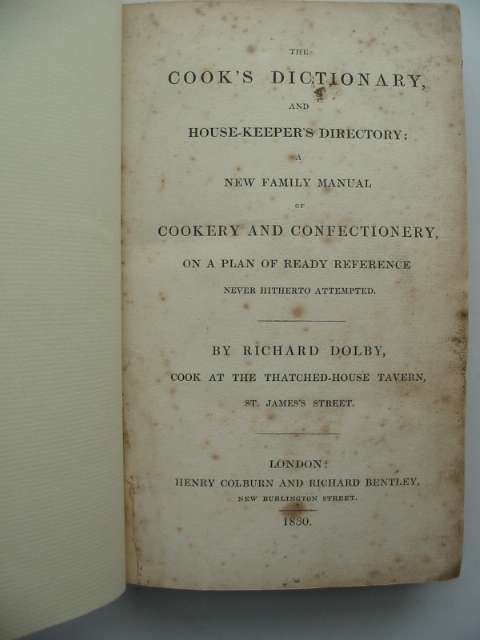 THE
COOK'S DICTIONARY,
AND
HOUSE-KEEPER'S DIRECTORY:
A
NEW FAMILY MANUAL
OF
COOKERY AND CONFECTIONERY,
ON A PLAN OF READY REFERENCE
NEVER HITHERTO ATTEMPTED.
BY RICHARD DOLBY,
COOK AT THE THATCHED-HOUSE TAVERN,
ST. JAMES'S STREET.
LONDON:
HENRY COLBURN AND RICHARD BENTLEY,
NEW BURLINGTON STREET.
1830.